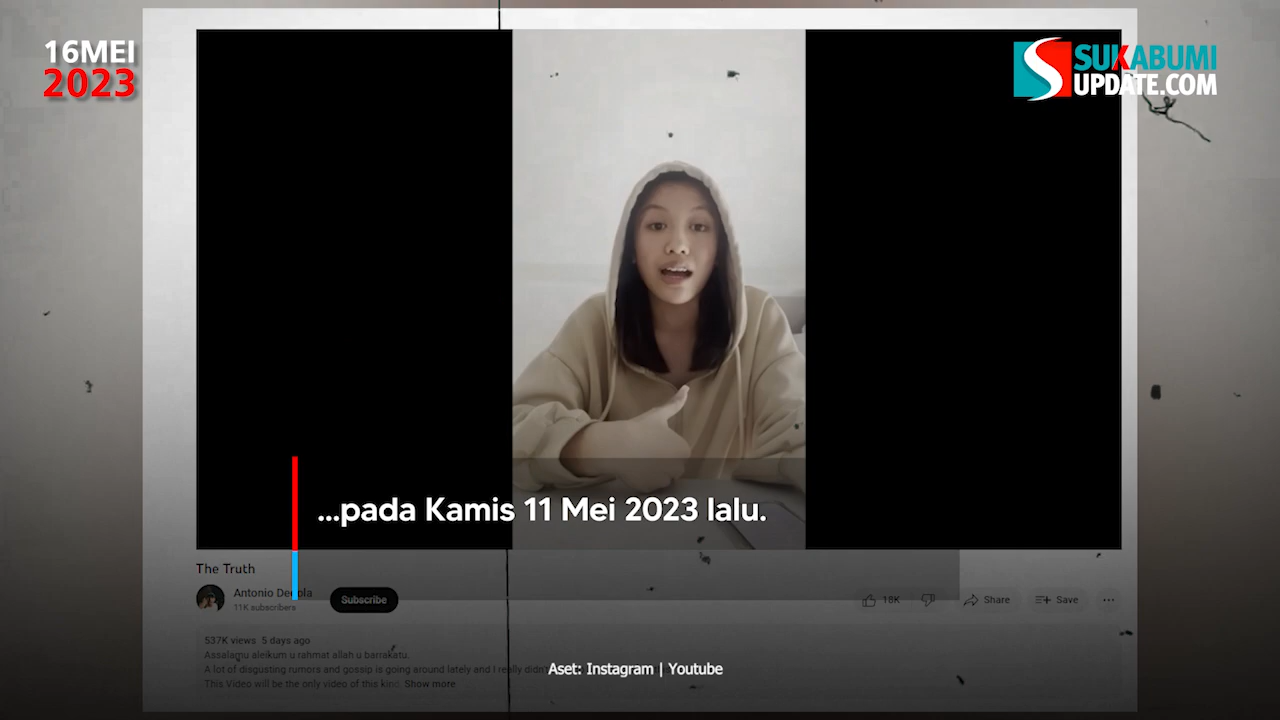 16MEI
2023
SUKABUMI
UPDATE.COM
...pada Kamis 11 Mei 2023 lalu.
The Truth
Antonio Dedola
11K subscribers
Subscribe
18K
Share
Save
537K views 5 days ago
Assalamu aleikum u rahmat allah u barrakatu.
A lot of disgusting rumors and gossip is going around lately and I really didn'
This Video will be the only video of this kind. Show more
Aset: Instagram | Youtube